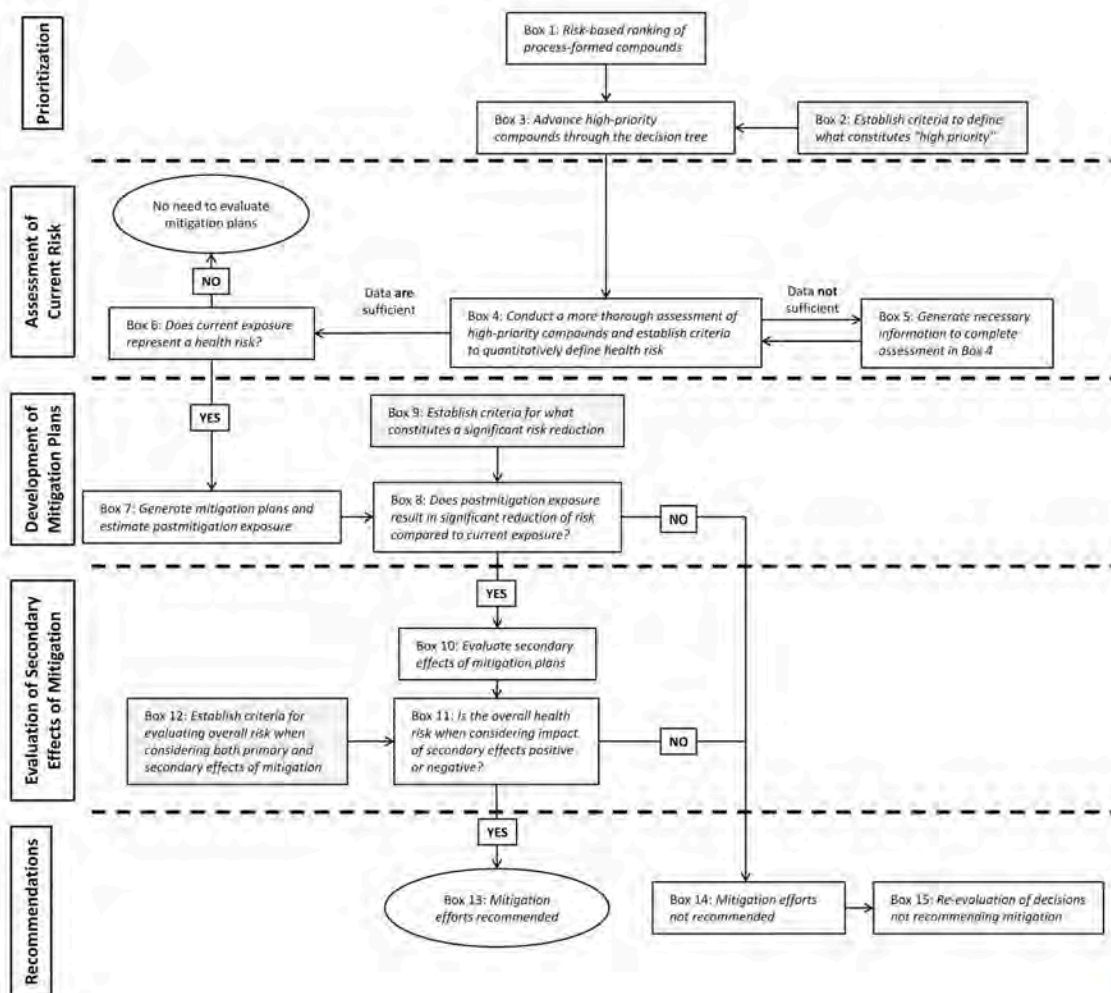 Prioritization
Box 1: Risk-based ranking of
process-formed compounds
Box 3: Advance high-priority
compounds through the decision tree
Box 2: Establish criteria to define
what constitutes "high priority"
Assessment of
Current Risk
No need to evaluate
mitigation plans
NO
Box 6: Does current exposure
represent a health risk?
Data are
sufficient
Box 4: Conduct a more thorough assessment of
high-priority compounds and establish criteria
to quantitatively define health risk
Data not
sufficient
Box 5: Generate necessary
information to complete
assessment in Box 4
Development of
Mitigation Plans
YES
Box 9: Establish criteria for what
constitutes a significant risk reduction
Box 7: Generate mitigation plans and
estimate postmitigation exposure
Box 8: Does postmitigation exposure
result in significant reduction of risk
compared to current exposure?
NO
Evaluation of Secondary
Effects of Mitigation
YES
Box 10: Evaluate secondary
effects of mitigation plans
Box 12: Establish criteria for
evaluating overall risk when
considering both primary and
secondary effects of mitigation
Box 11: Is the overall health
risk when considering impact
of secondary effects positive
or negative?
NO
Recommendations
YES
Box 13: Mitigation
efforts recommended
Box 14: Mitigation efforts
not recommended
Box 15: Re-evaluation of decisions
not recommending mitigation